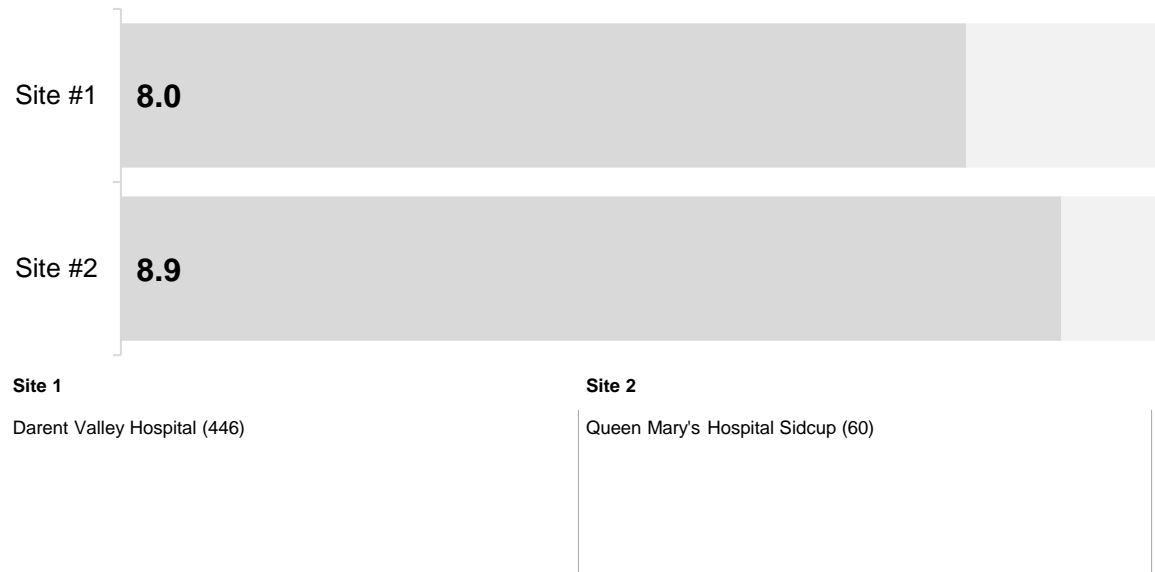 Site #1 8.0
Site #2 8.9
Site 1
Darent Valley Hospital (446)
Site 2
Queen Mary's Hospital Sidcup (60)